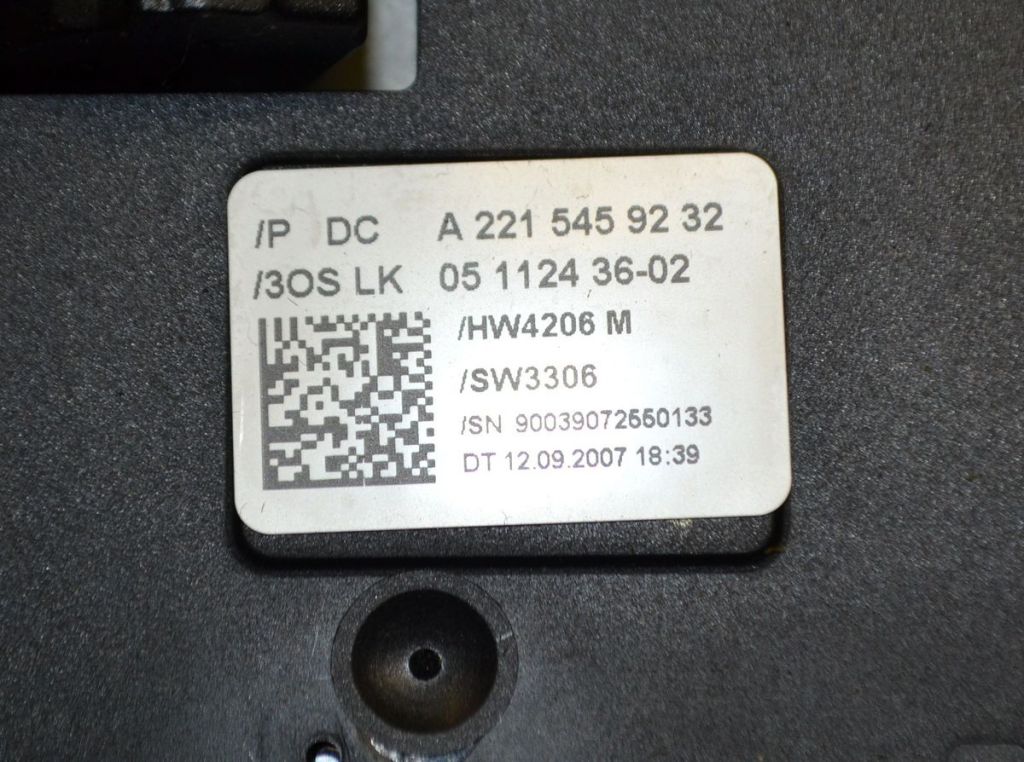 /P DC A 221 545 92 32
/3OS LK 05 1124 36-02
/HW4206 M
/SW3306
/SN 90039072550133
DT 12.09.2007 18:39